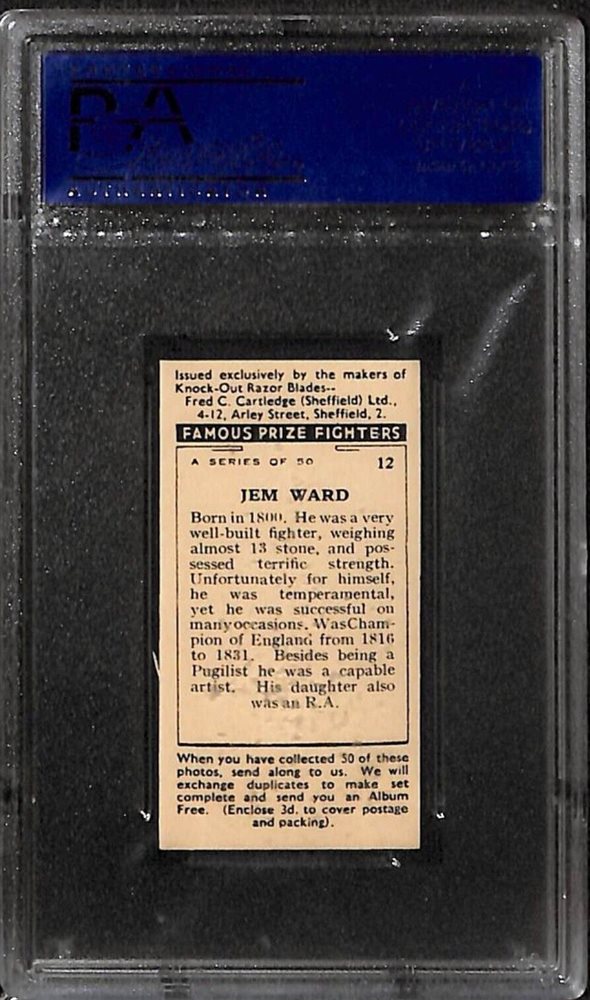 Issued exclusively by the makers of
Knock-Out Razor Blades--
Fred C. Cartledge (Sheffield) Ltd.,
4-12, Arley Street, Sheffield, 2.
FAMOUS PRIZE FIGHTERS
A SERIES OF 50 12
JEM WARD
Born in 1800. He was a very
well-built fighter, weighing
almost 13 stone, and pos-
sessed terrific strength.
Unfortunately for himself,
he was temperamental,
yet he was successful on
many occasions. Was Cham-
pion of England from 1816
to 1831. Besides being a
Pugilist he was a capable
artist. His daughter also
was an R.A.
When you have collected 50 of these
photos, send along to us. We will
exchange duplicates to make set
complete and send you an Album
Free. (Enclose 3d. to cover postage
and packing).